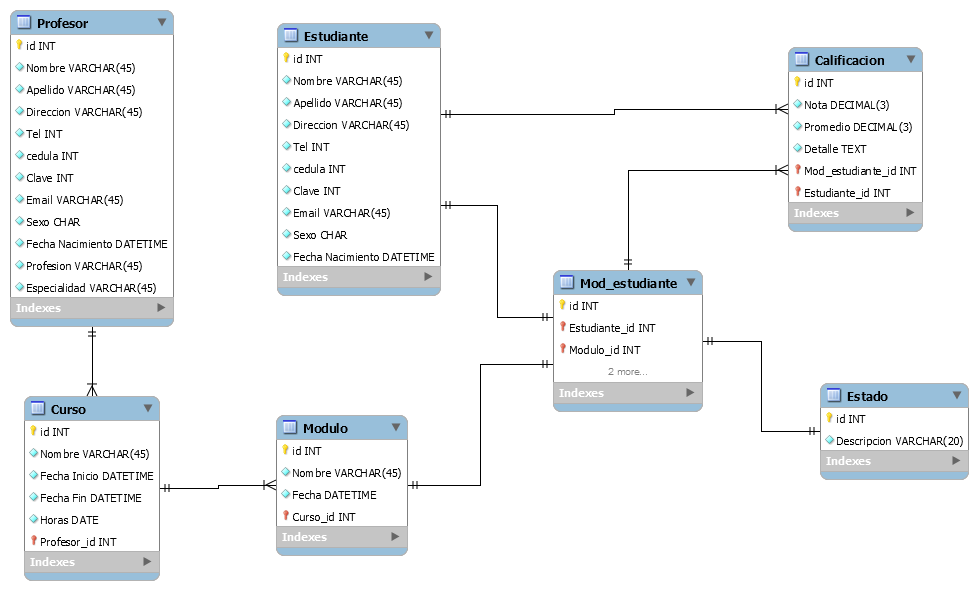 Profesor
id INT
Nombre VARCHAR(45)
Apellido VARCHAR(45)
Direccion VARCHAR(45)
Tel INT
cedula INT
Clave INT
Email VARCHAR(45)
Sexo CHAR
Fecha Nacimiento DATETIME
Profesion VARCHAR(45)
Especialidad VARCHAR(45)
Indexes
Estudiante
id INT
Nombre VARCHAR(45)
Apellido VARCHAR(45)
Direccion VARCHAR(45)
Tel INT
cedula INT
Clave INT
Email VARCHAR(45)
Sexo CHAR
Fecha Nacimiento DATETIME
Indexes
Calificacion
id INT
Nota DECIMAL(3)
Promedio DECIMAL(3)
Detalle TEXT
Mod_estudiante_id INT
Estudiante_id INT
Indexes
Mod_estudiante
id INT
Estudiante_id INT
Modulo_id INT
2 more...
Indexes
Curso
id INT
Nombre VARCHAR(45)
Fecha Inicio DATETIME
Fecha Fin DATETIME
Horas DATE
Profesor_id INT
Indexes
Modulo
id INT
Nombre VARCHAR(45)
Fecha DATETIME
Curso_id INT
Indexes
Estado
id INT
Descripcion VARCHAR(20)
Indexes